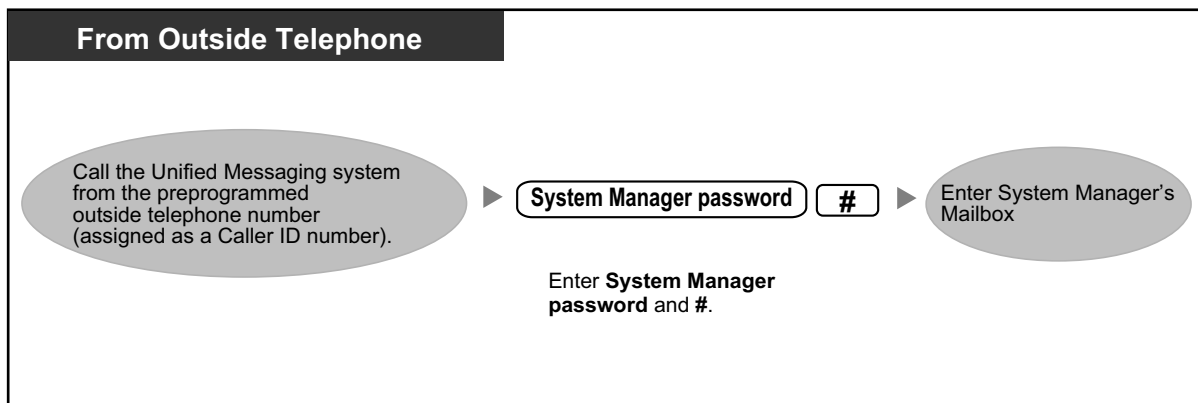 From Outside Telephone
Call the Unified Messaging system
from the preprogrammed
outside telephone number
(assigned as a Caller ID number).
System Manager password
#
Enter System Manager
password and #.
Enter System Manager’s
Mailbox